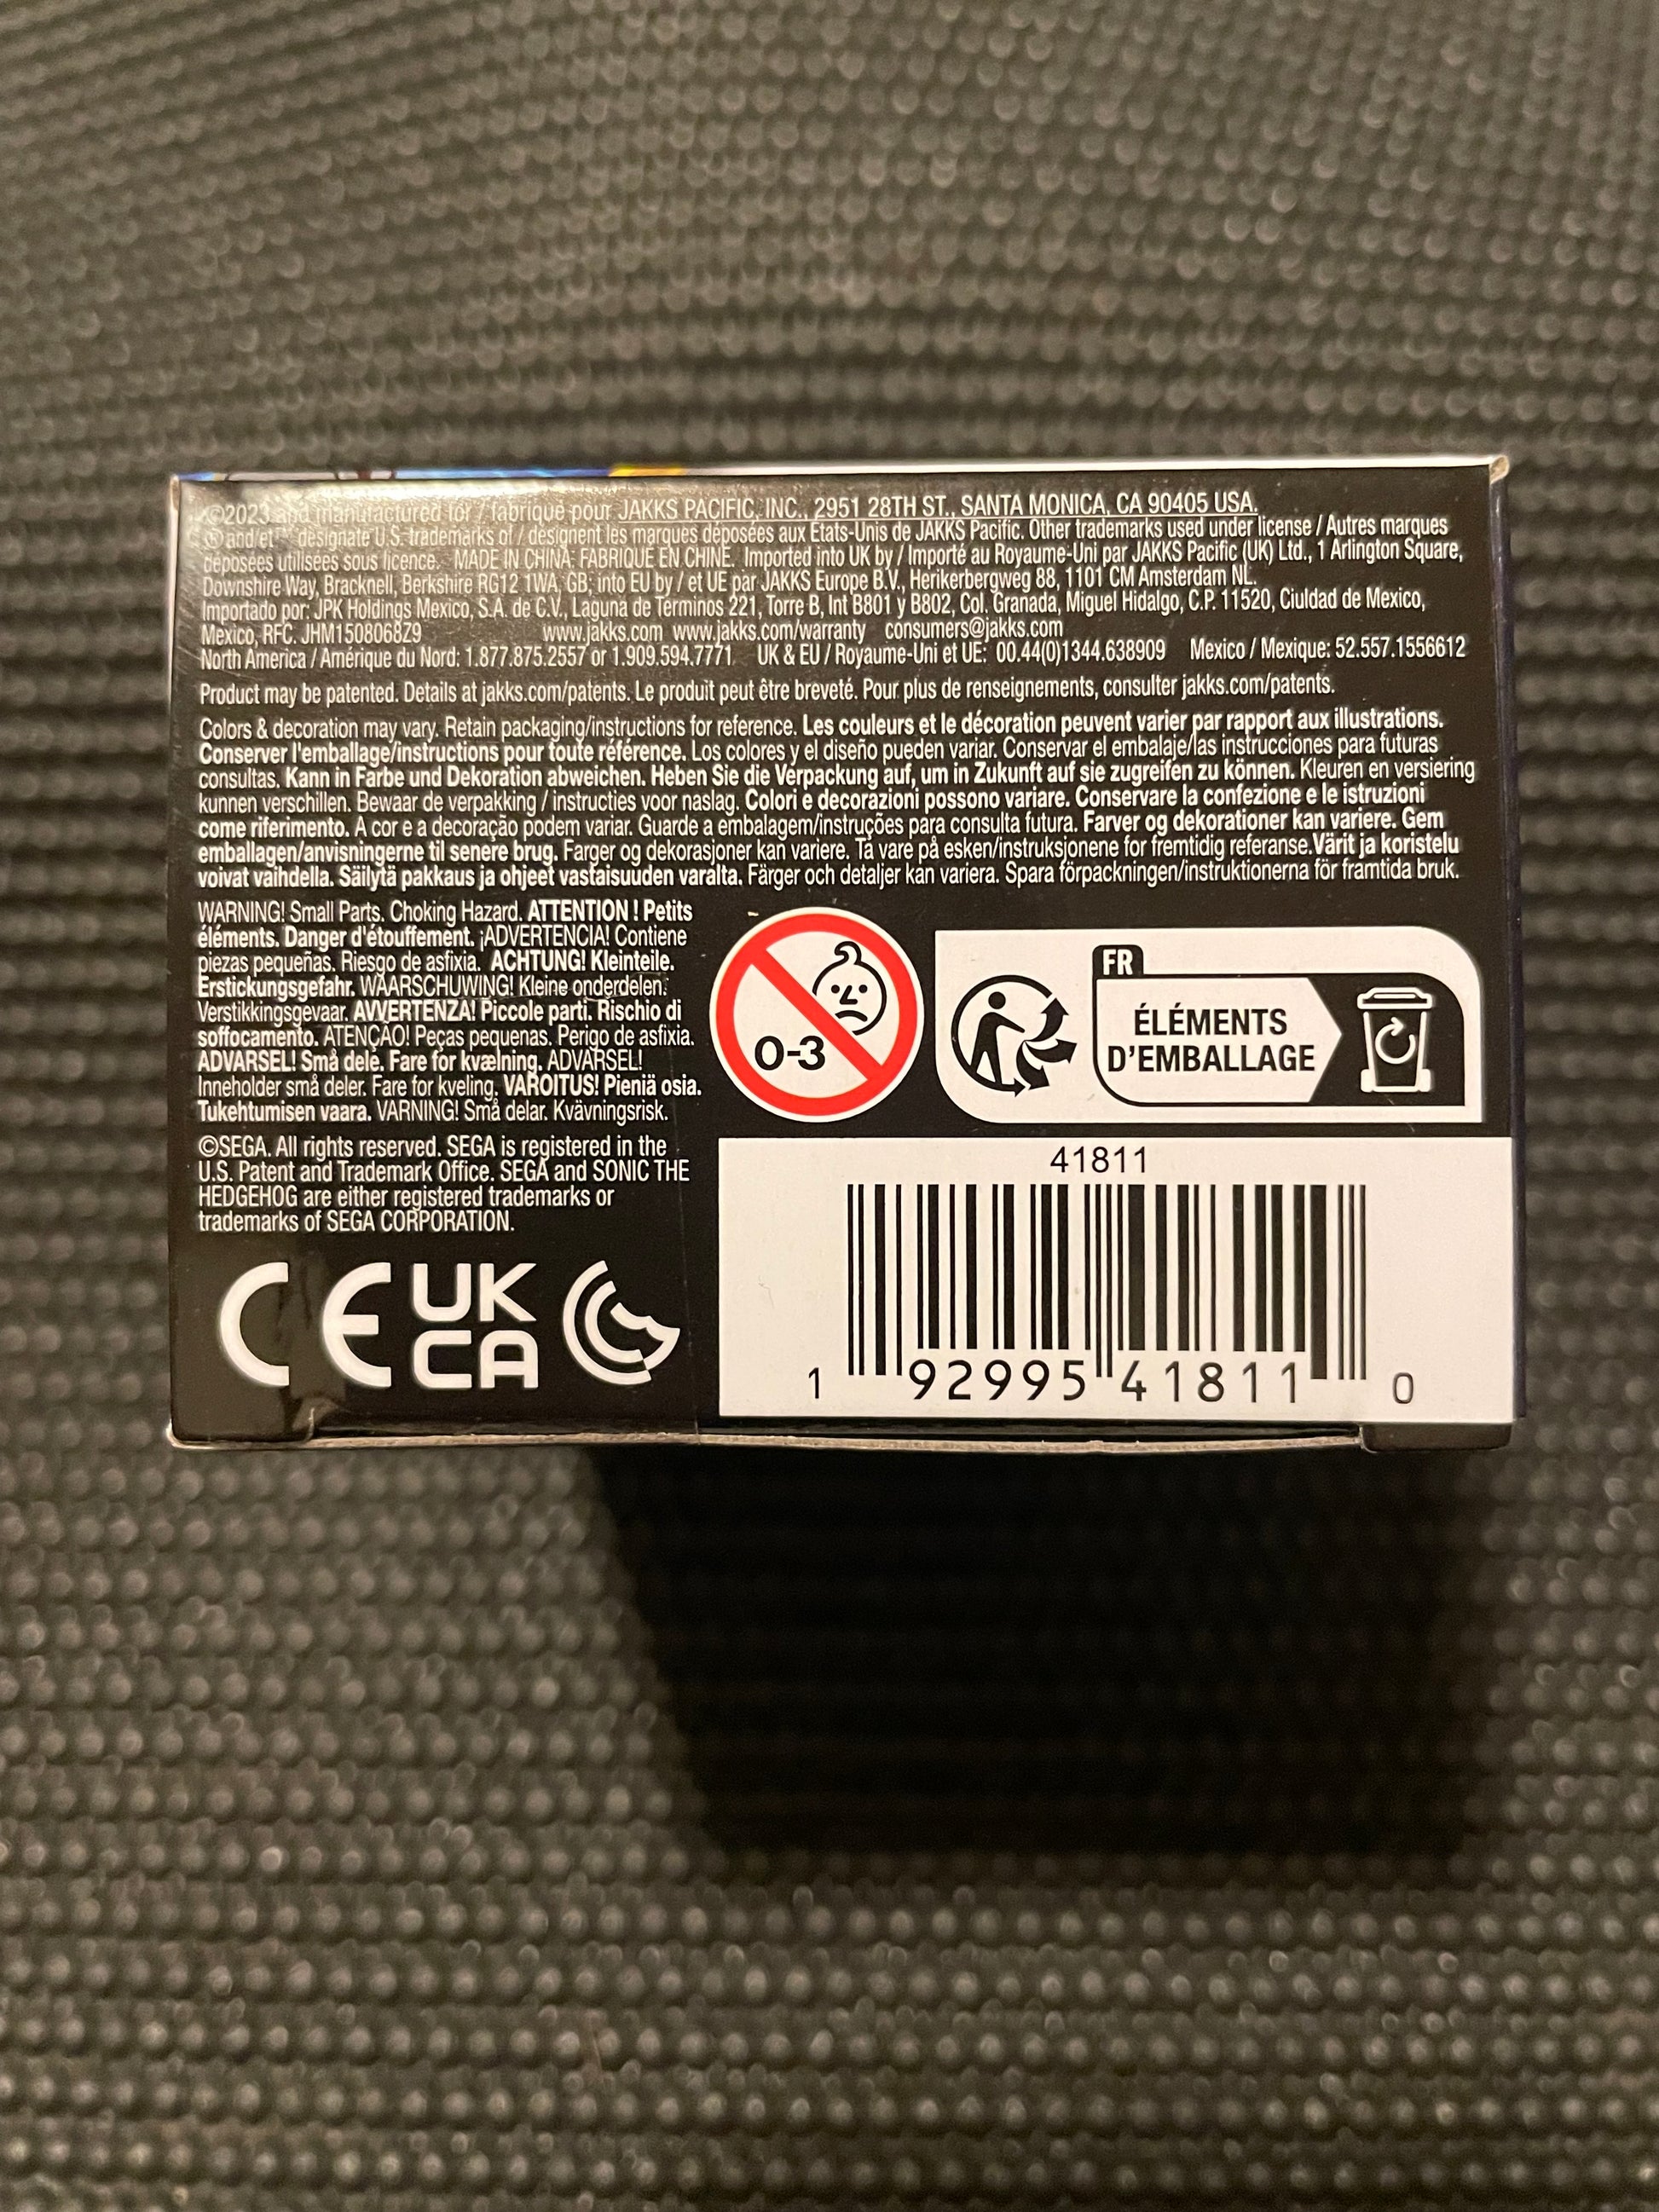 ©2023 and manufactured for / fabriqué pour JAKKS PACIFIC, INC., 2951 28TH ST., SANTA MONICA, CA 90405 USA.
® and/et ™ designate U.S. trademarks of / désignent les marques déposées aux États-Unis de JAKKS Pacific. Other trademarks used under license / Autres marques
déposées utilisées sous licence. MADE IN CHINA. FABRIQUÉ EN CHINE. Imported into UK by / Importé au Royaume-Uni par JAKKS Pacific (UK) Ltd., 1 Arlington Square,
Downshire Way, Bracknell, Berkshire RG12 1WA, GB; into EU by / et UE par JAKKS Europe B.V., Herikerbergweg 88, 1101 CM Amsterdam NL.
Importado por: JPK Holdings Mexico, S.A. de C.V., Laguna de Términos 221, Torre B, Int B801 y B802, Col. Granada, Miguel Hidalgo, C.P. 11520, Ciuldad de Mexico,
Mexico, RFC. JHM1508068Z9 www.jakks.com www.jakks.com/warranty consumers@jakks.com
North America / Amérique du Nord: 1.877.875.2557 or 1.909.594.7771 UK & EU / Royaume-Uni et UE: 00.44(0)1344.638909 Mexico / Mexique: 52.557.1556612
Product may be patented. Details at jakks.com/patents. Le produit peut être breveté. Pour plus de renseignements, consulter jakks.com/patents.
Colors & decoration may vary. Retain packaging/instructions for reference. Les couleurs et le décoration peuvent varier par rapport aux illustrations.
Conserver l'emballage/instructions pour toute référence. Los colores y el diseño pueden variar. Conservar el embalaje/las instrucciones para futuras
consultas. Kann in Farbe und Dekoration abweichen. Heben Sie die Verpackung auf, um in Zukunft auf sie zugreifen zu können. Kleuren en versiering
kunnen verschillen. Bewaar de verpakking / instructies voor naslag. Colori e decorazioni possono variare. Conservare la confezione e le istruzioni
come riferimento. A cor e a decoração podem variar. Guarde a embalagem/instruções para consulta futura. Farver og dekorationer kan variere. Gem
emballagen/anvisningerne til senere brug. Farger og dekorasjoner kan variere. Ta vare på esken/instruksjonene for fremtidig referanse.Värit ja koristelu
voivat vaihdella. Säilytä pakkaus ja ohjeet vastaisuuden varalta. Färger och detaljer kan variera. Spara förpackningen/instruktionerna för framtida bruk.
WARNING! Small Parts. Choking Hazard. ATTENTION ! Petits
éléments. Danger d'étouffement. ¡ADVERTENCIA! Contiene
piezas pequeñas. Riesgo de asfixia. ACHTUNG! Kleinteile.
Erstickungsgefahr. WAARSCHUWING! Kleine onderdelen.
Verstikkingsgevaar. AVVERTENZA! Piccole parti. Rischio di
soffocamento. ATENÇÃO! Peças pequenas. Perigo de asfixia.
ADVARSEL! Små dele. Fare for kvælning. ADVARSEL!
Inneholder små deler. Fare for kveling. VAROITUS! Pieniä osia.
Tukehtumisen vaara. VARNING! Små delar. Kvävningsrisk.
©SEGA. All rights reserved. SEGA is registered in the
U.S. Patent and Trademark Office. SEGA and SONIC THE
HEDGEHOG are either registered trademarks or
trademarks of SEGA CORPORATION.
CE UK
CA
0-3
FR
ÉLÉMENTS
D'EMBALLAGE
41811
1 92995 41811 0